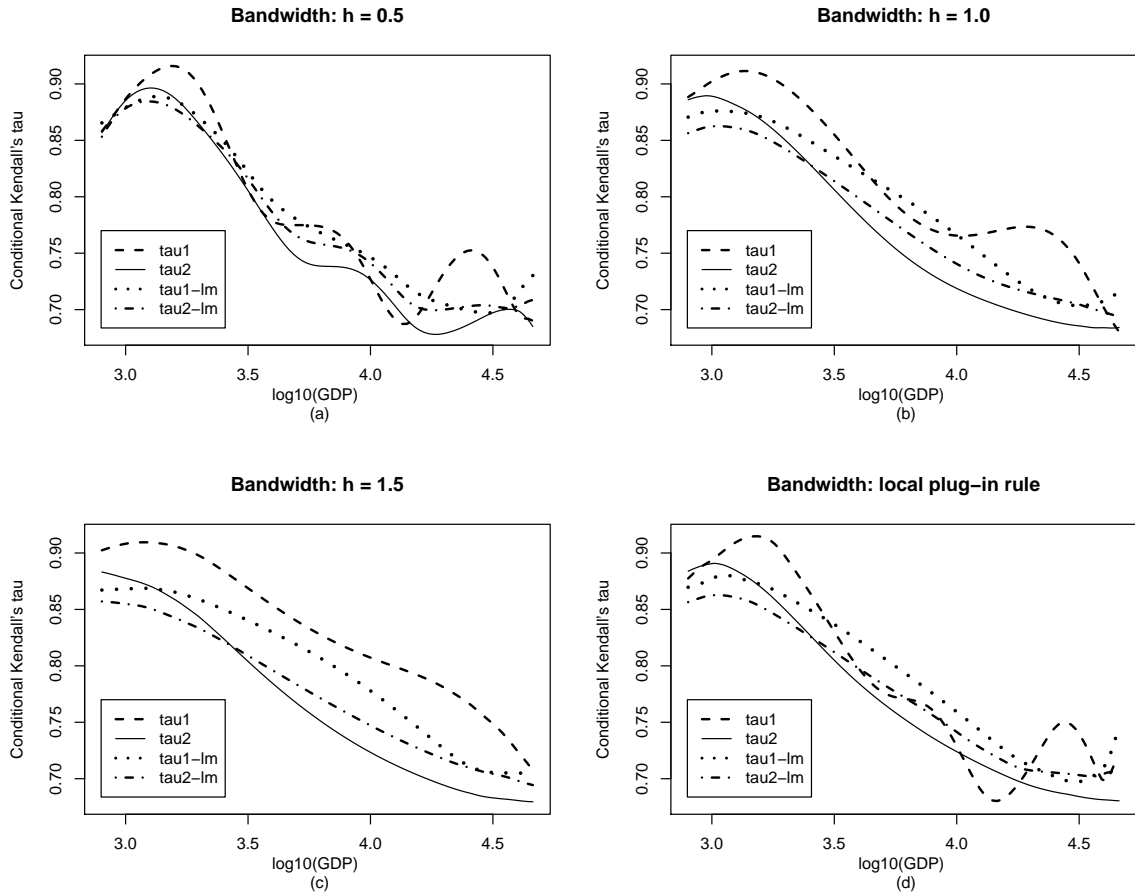 Bandwidth: h = 0.5
Conditional Kendall's tau
0.90
0.85
0.80
0.75
0.70
tau1
tau2
tau1−lm
tau2−lm
3.0 3.5 4.0 4.5
log10(GDP)
(a)
Bandwidth: h = 1.0
Conditional Kendall's tau
0.90
0.85
0.80
0.75
0.70
tau1
tau2
tau1−lm
tau2−lm
3.0 3.5 4.0 4.5
log10(GDP)
(b)
Bandwidth: h = 1.5
Conditional Kendall's tau
0.90
0.85
0.80
0.75
0.70
tau1
tau2
tau1−lm
tau2−lm
3.0 3.5 4.0 4.5
log10(GDP)
(c)
Bandwidth: local plug−in rule
Conditional Kendall's tau
0.90
0.85
0.80
0.75
0.70
tau1
tau2
tau1−lm
tau2−lm
3.0 3.5 4.0 4.5
log10(GDP)
(d)